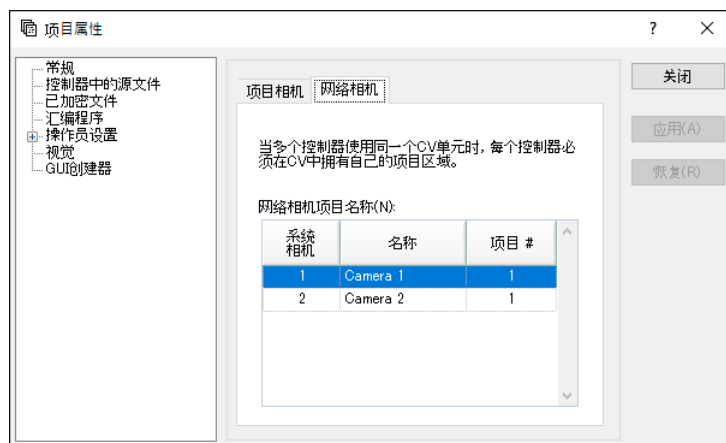 项目属性
?
常规
控制器中的源文件
已加密文件
汇编程序
操作员设置
视觉
GUI创建器
项目相机 网络相机
当多个控制器使用同一个CV单元时, 每个控制器必
须在CV中拥有自己的项目区域。
网络相机项目名称(N):
系统
相机 名称 项目 #
1 Camera 1 1
2 Camera 2 1
关闭
应用(A)
恢复(R)